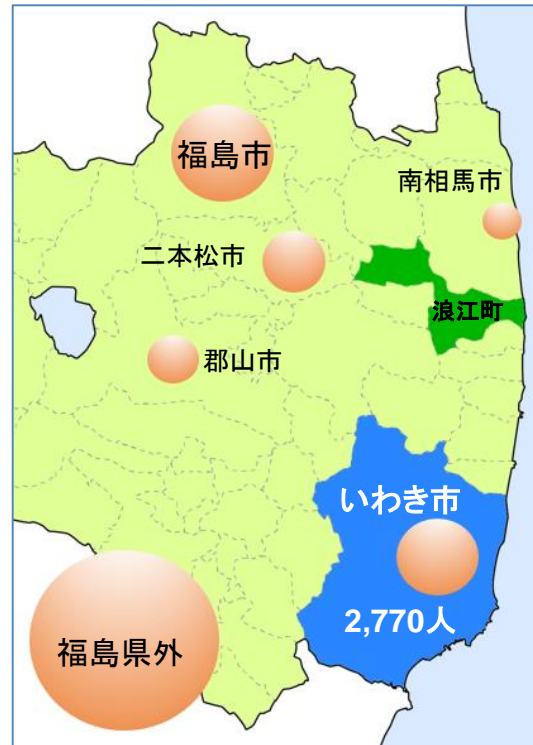 福島市
南相馬市
二本松市
浪江町
郡山市
いわき市
2,770人
福島県外